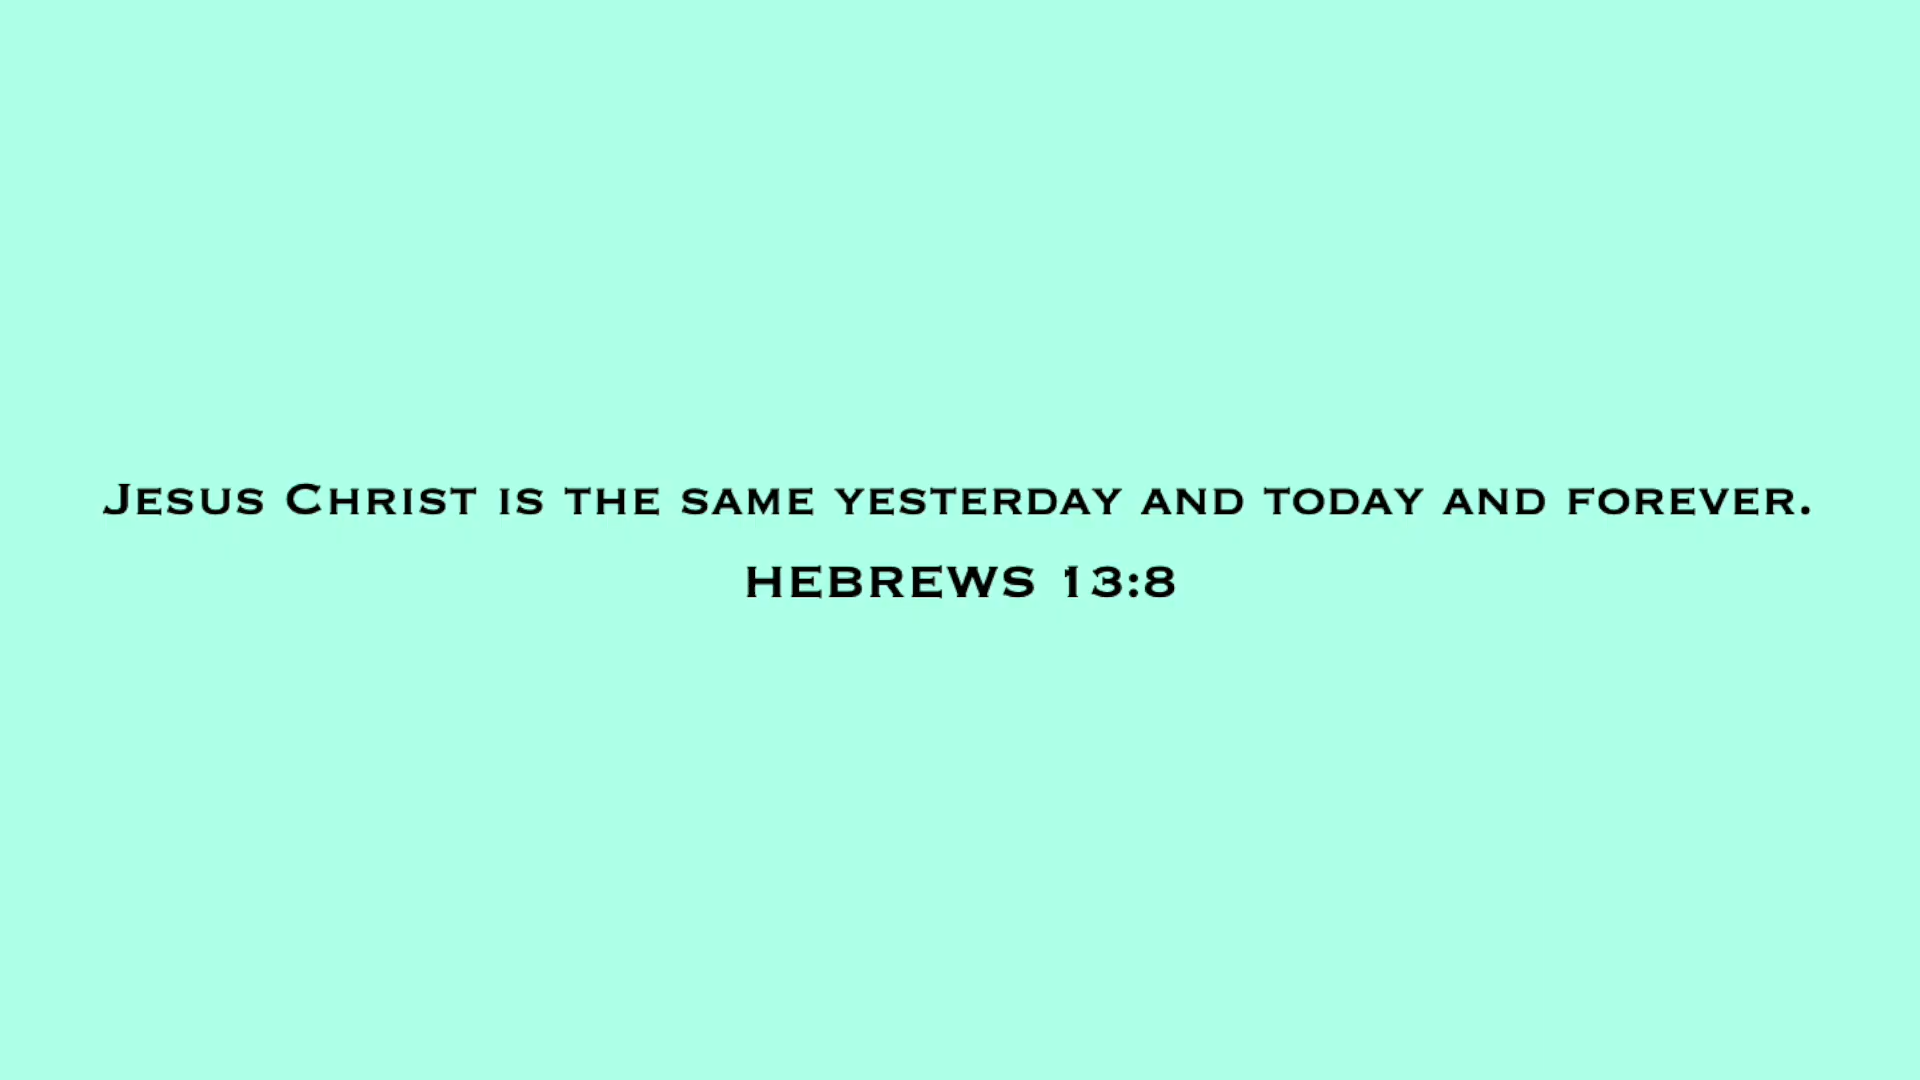 Jesus Christ is the same yesterday and today and forever.
HEBREWS 13:8